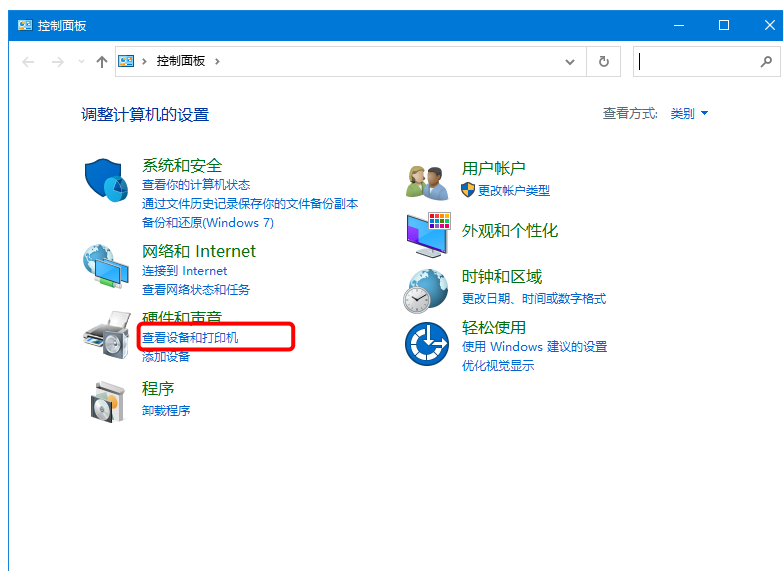 控制面板
控制面板
调整计算机的设置
查看方式: 类别
系统和安全
查看你的计算机状态
通过文件历史记录保存你的文件备份副本
备份和还原(Windows 7)
网络和 Internet
连接到 Internet
查看网络状态和任务
硬件和声音
查看设备和打印机
添加设备
程序
卸载程序
用户帐户
更改帐户类型
外观和个性化
时钟和区域
更改日期、时间或数字格式
轻松使用
使用 Windows 建议的设置
优化视觉显示